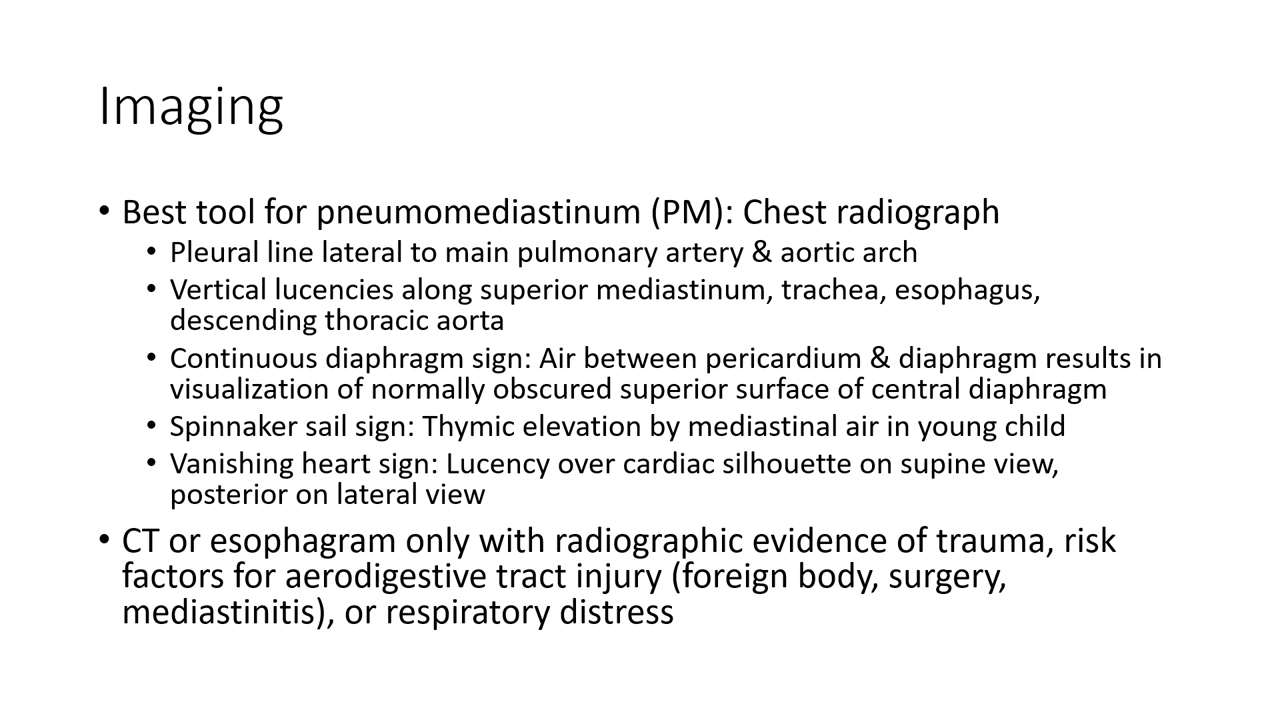 Imaging
• Best tool for pneumomediastinum (PM): Chest radiograph
• Pleural line lateral to main pulmonary artery & aortic arch
• Vertical lucencies along superior mediastinum, trachea, esophagus,
descending thoracic aorta
• Continuous diaphragm sign: Air between pericardium & diaphragm results in
visualization of normally obscured superior surface of central diaphragm
• Spinnaker sail sign: Thymic elevation by mediastinal air in young child
• Vanishing heart sign: Lucency over cardiac silhouette on supine view,
posterior on lateral view
• CT or esophagram only with radiographic evidence of trauma, risk
factors for aerodigestive tract injury (foreign body, surgery,
mediastinitis), or respiratory distress